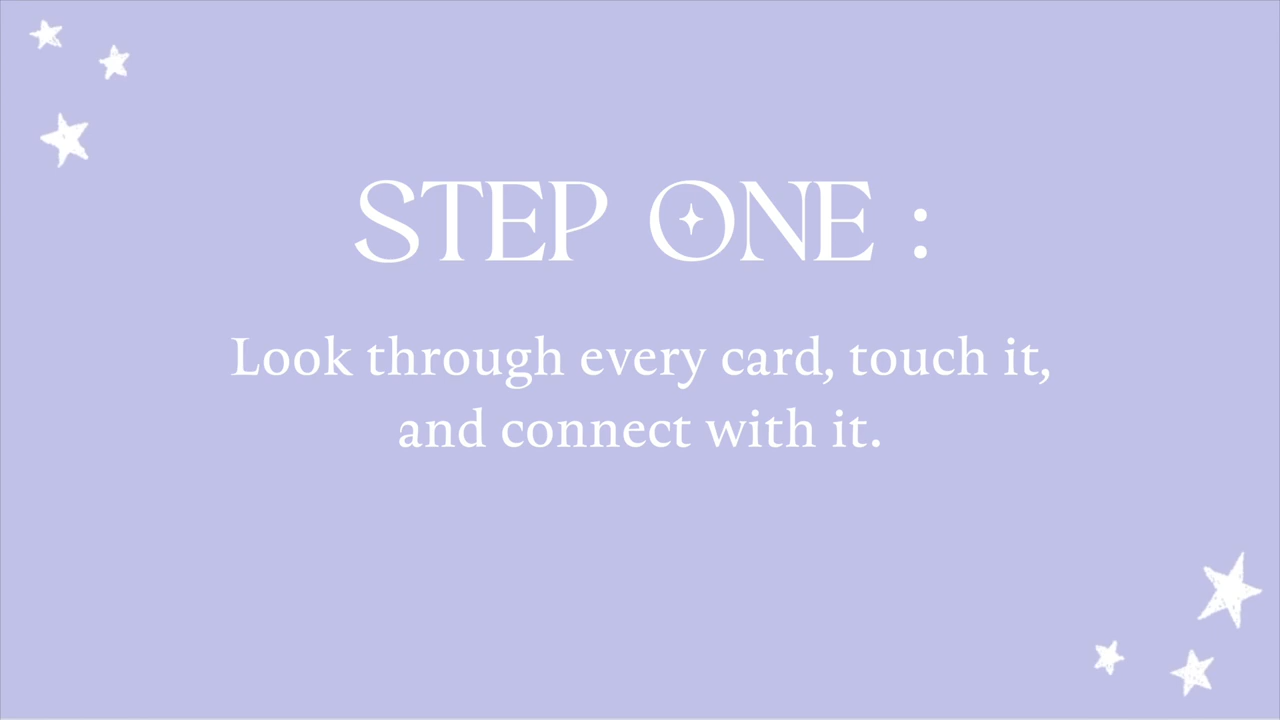 STEP ONE :
Look through every card, touch it,
and connect with it.